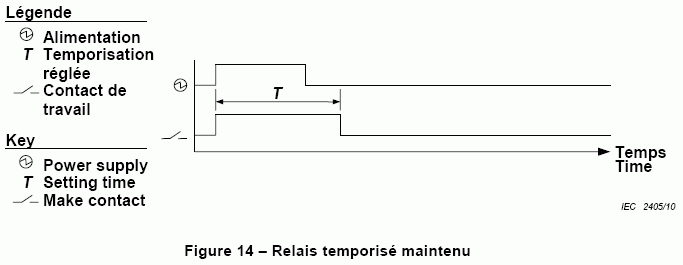 Légende
Alimentation
T Temporisation
réglée
Contact de
travail
T
Key
Power supply
T Setting time
Make contact
Temps
Time
IEC 2405/10
Figure 14 – Relais temporisé maintenu